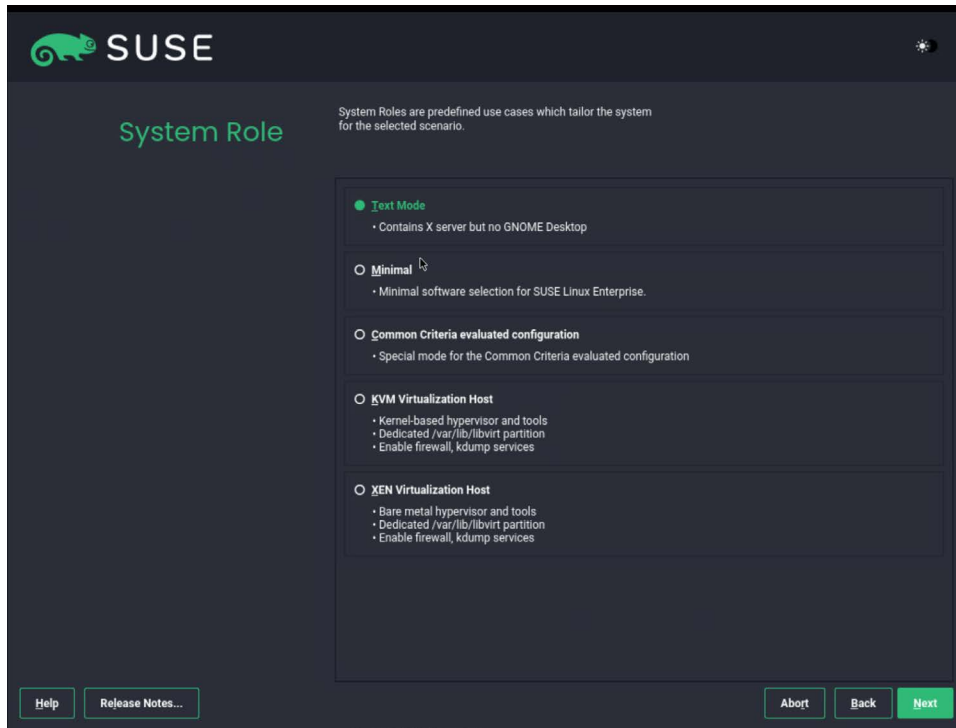 SUSE
System Role
System Roles are predefined use cases which tailor the system
for the selected scenario.
Text Mode
• Contains X server but no GNOME Desktop
Minimal
• Minimal software selection for SUSE Linux Enterprise.
Common Criteria evaluated configuration
• Special mode for the Common Criteria evaluated configuration
KVM Virtualization Host
• Kernel-based hypervisor and tools
• Dedicated /var/lib/libvirt partition
• Enable firewall, kdump services
XEN Virtualization Host
• Bare metal hypervisor and tools
• Dedicated /var/lib/libvirt partition
• Enable firewall, kdump services
Help
Release Notes...
Abort
Back
Next